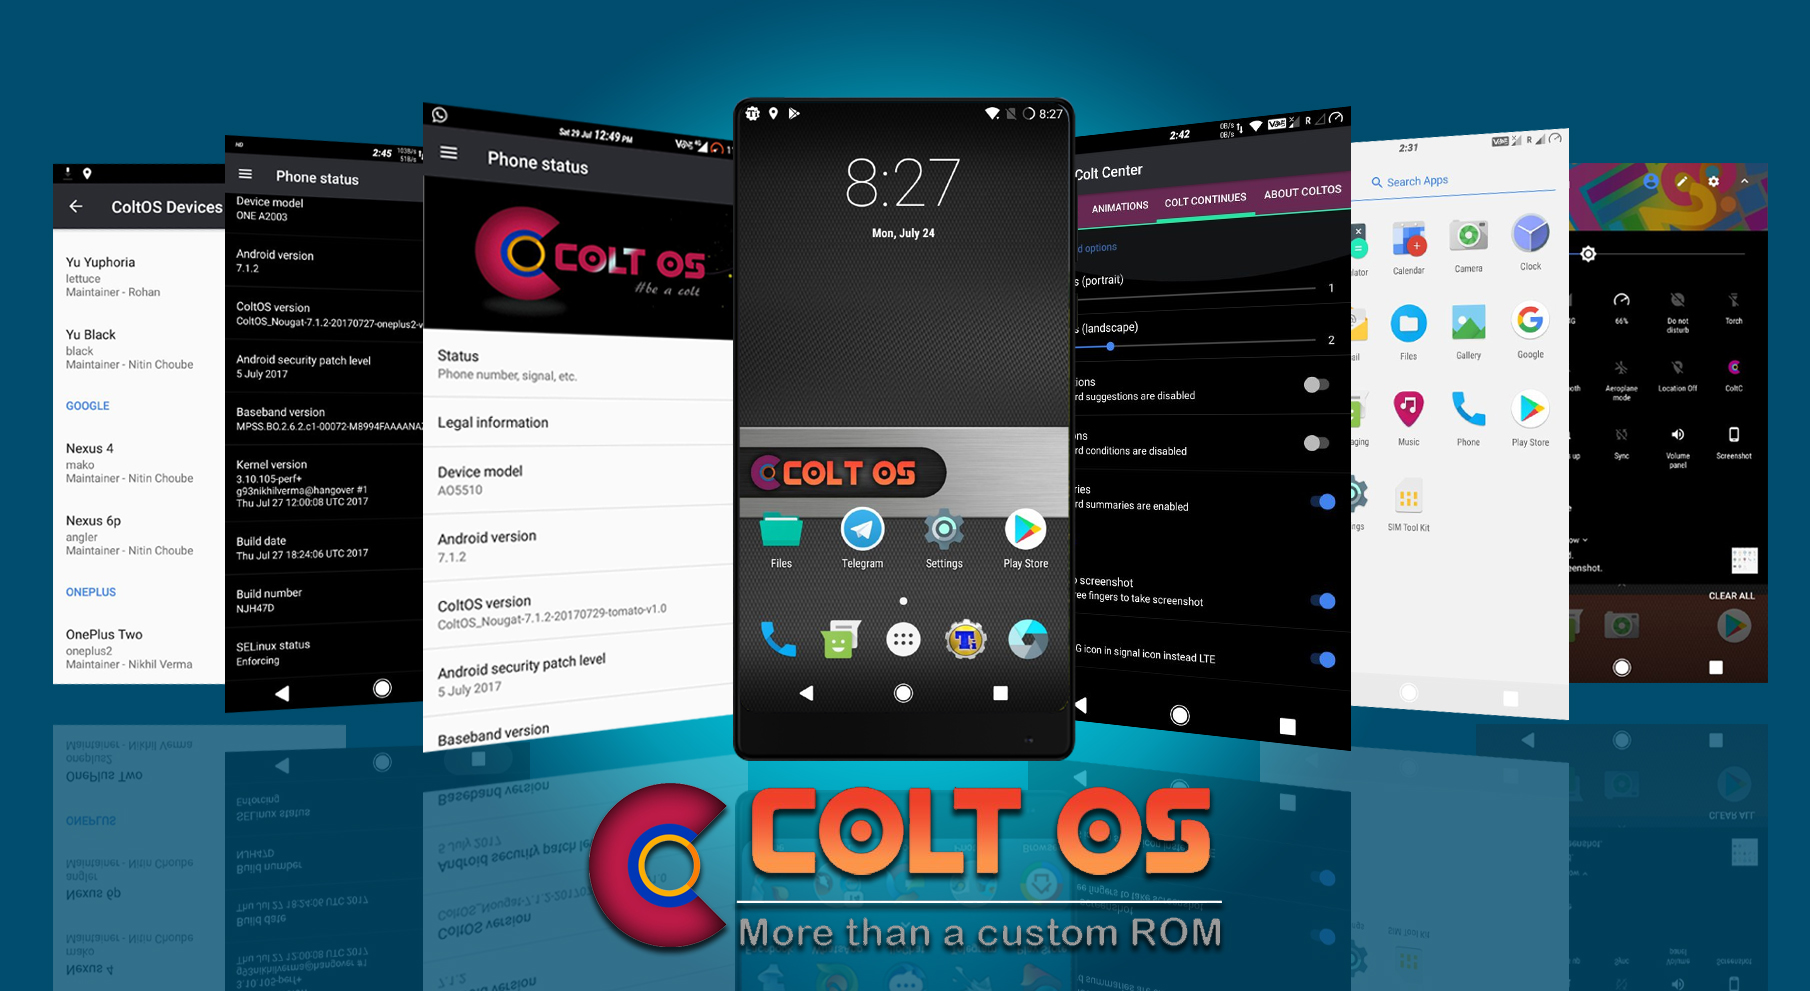 ColtOS Devices
Yu Yuphoria
lettuce
Maintainer - Rohan
Yu Black
black
Maintainer - Nitin Choube
GOOGLE
Nexus 4
mako
Maintainer - Nitin Choube
Nexus 6p
angler
Maintainer - Nitin Choube
ONEPLUS
OnePlus Two
oneplus2
Maintainer - Nikhil Verma
HD
2:45
Phone status
Device model
ONE A2003
Android version
7.1.2
ColtOS version
ColtOS_Nougat-7.1.2-20170727-oneplus2-v
Android security patch level
5 July 2017
Baseband version
MPSS.BO.2.6.2.c1-00072-M8994FAAAANAZ
Kernel version
3.10.105-perf+
g93nikhilverma@hangover #1
Thu Jul 27 12:00:08 UTC 2017
Build date
Thu Jul 27 18:24:06 UTC 2017
Build number
NJH47D
SELinux status
Enforcing
Sat 29 Jul 12:49 PM
Phone status
COLT OS
#be a colt
Status
Phone number, signal, etc.
Legal information
Device model
AO5510
Android version
7.1.2
ColtOS version
ColtOS_Nougat-7.1.2-20170729-tomato-v1.0
Android security patch level
5 July 2017
Baseband version
8:27
8:27
Mon, July 24
COLT OS
Files
Telegram
Settings
Play Store
2:42
0B/s
0B/s
R
Colt Center
ANIMATIONS
COLT CONTINUES
ABOUT COLTOS
d options
s (portrait)
1
s (landscape)
2
ions
rd suggestions are disabled
ons
rd conditions are disabled
ries
rd summaries are enabled
screenshot
ree fingers to take screenshot
G icon in signal icon instead LTE
2:31
R
Search Apps
lator
Calendar
Camera
Clock
ail
Files
Gallery
Google
aging
Music
Phone
Play Store
ngs
SIM Tool Kit
4G
66%
Do not
disturb
Torch
ooth
Aeroplane
mode
Location Off
ColtC
up
Sync
Volume
panel
Screenshot
ow
enshot.
CLEAR ALL
COLT OS
More than a custom ROM